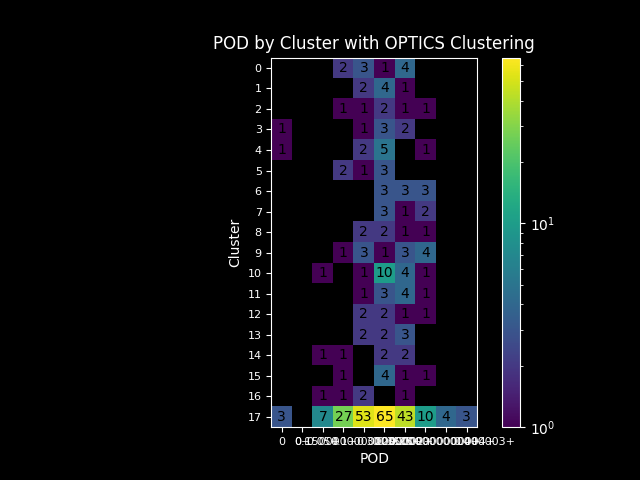 POD by Cluster with OPTICS Clustering
0 2 3 1 4
1 2 4 1
2 1 1 2 1 1
3 1 1 3 2
4 1 2 5 1
5 2 1 3
6 3 3 3
7 3 1 2
8 2 2 1 1
9 1 3 1 3 4
10 1 1 10 4 1
11 1 3 4 1
12 2 2 1 1
13 2 2 3
14 1 1 2 2
15 1 4 1 1
16 1 1 2 1
17 3 7 27 53 65 43 10 4 3
Cluster
0
POD
10¹
10⁰